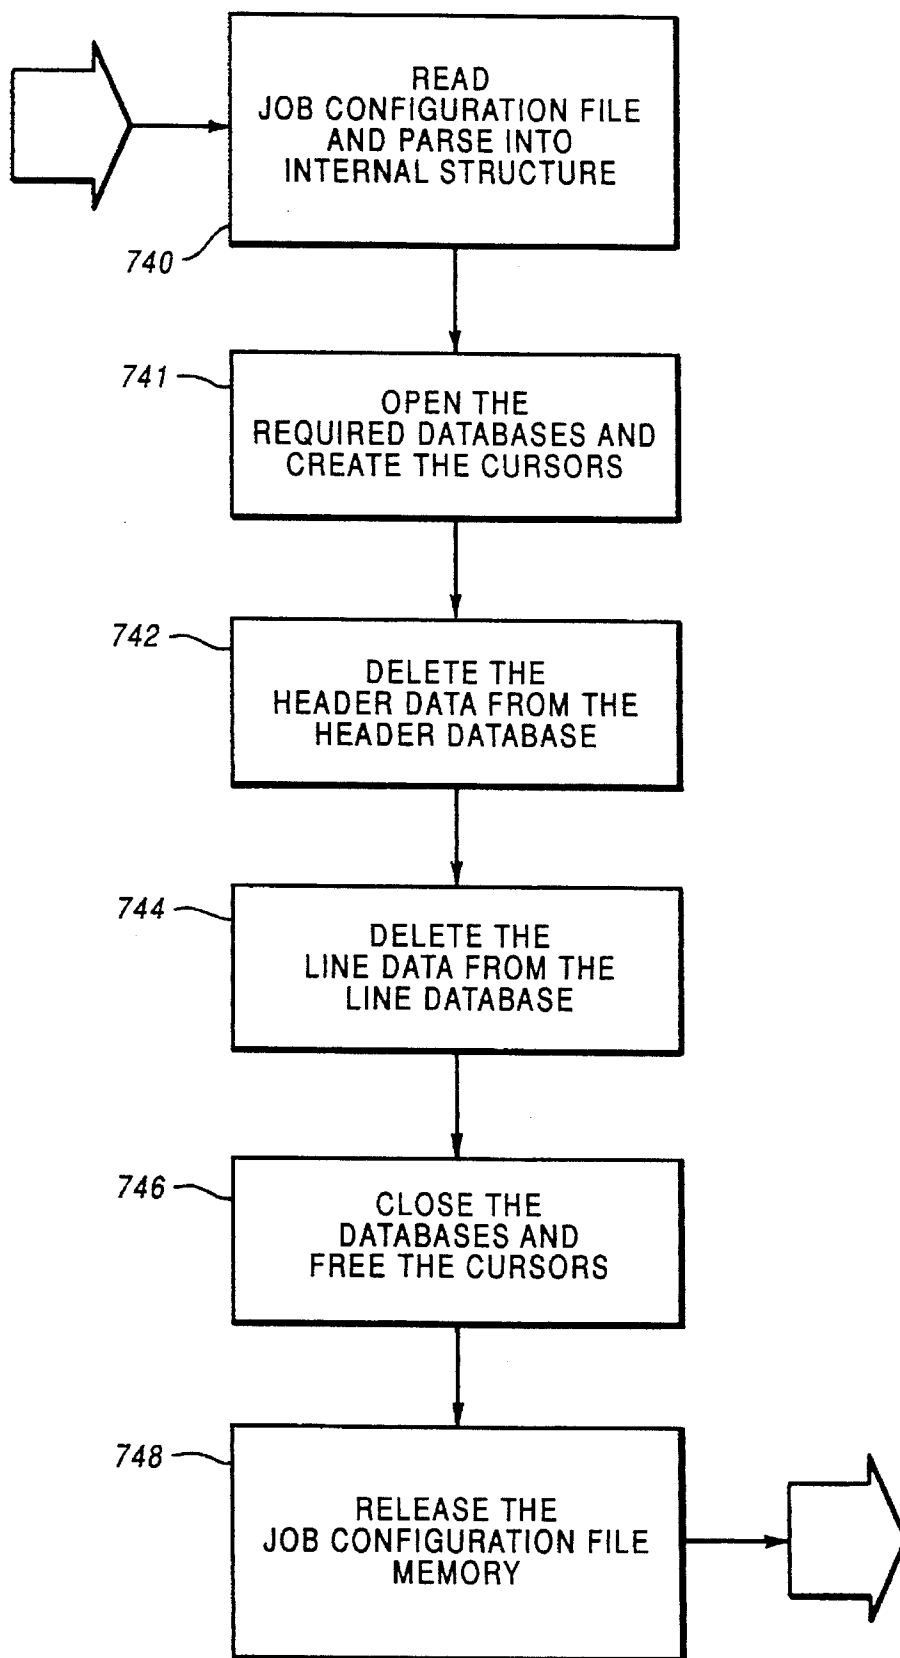 READ
JOB CONFIGURATION FILE
AND PARSE INTO
INTERNAL STRUCTURE
740
741
OPEN THE
REQUIRED DATABASES AND
CREATE THE CURSORS
742
DELETE THE
HEADER DATA FROM THE
HEADER DATABASE
744
DELETE THE
LINE DATA FROM THE
LINE DATABASE
746
CLOSE THE
DATABASES AND
FREE THE CURSORS
748
RELEASE THE
JOB CONFIGURATION FILE
MEMORY